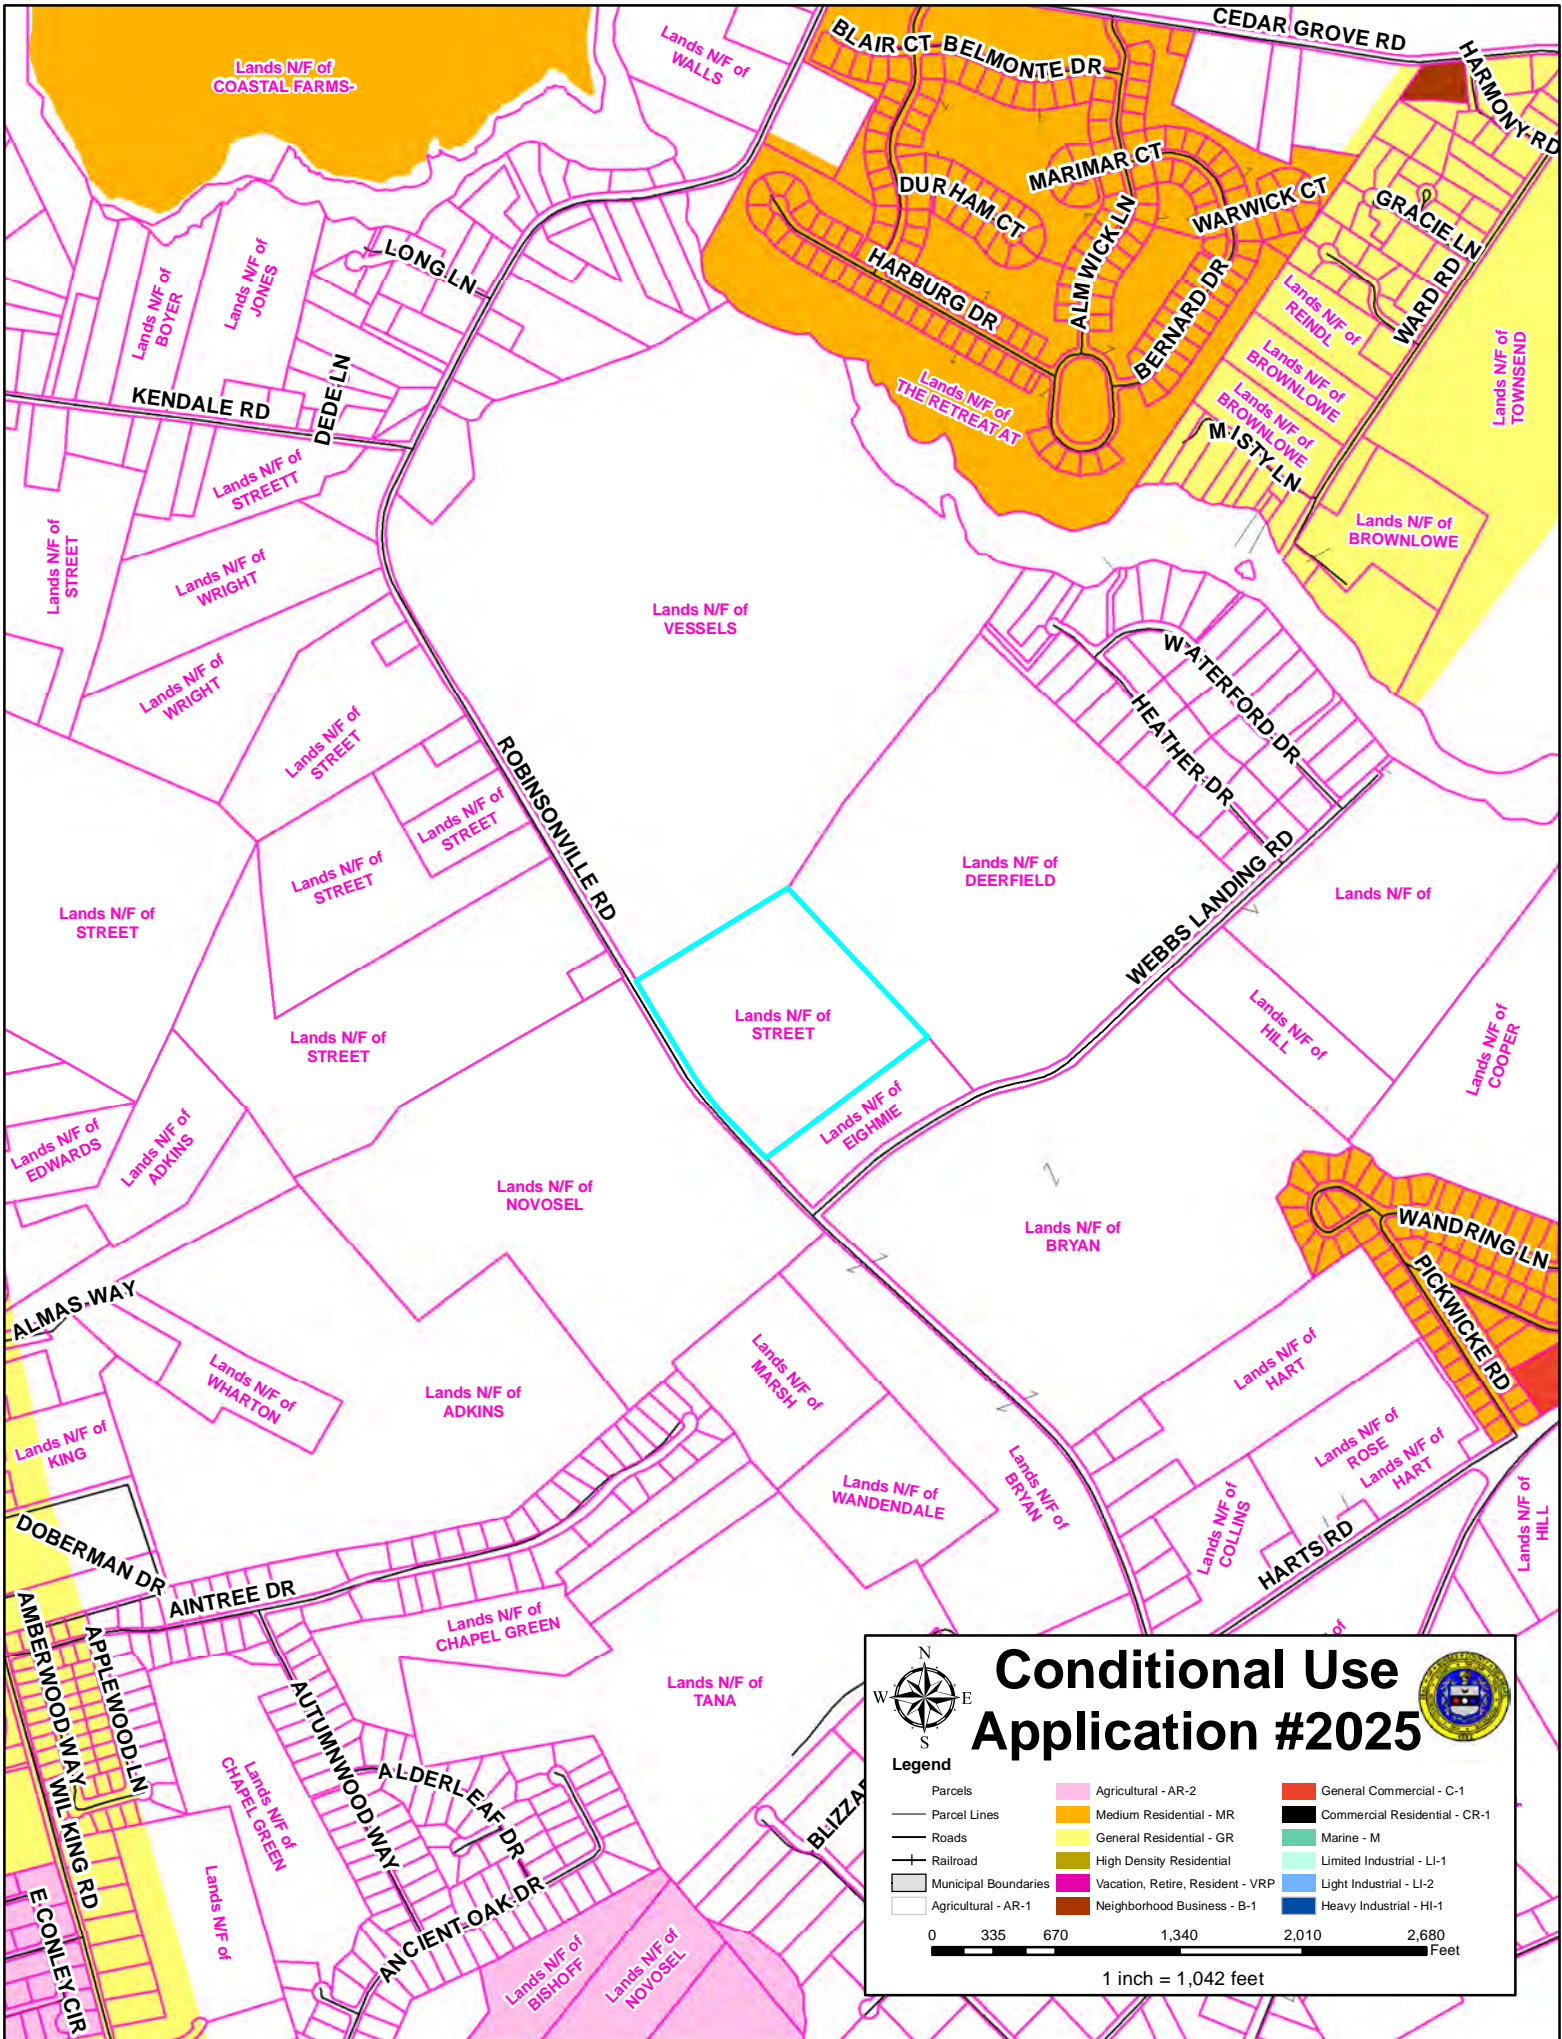 CEDAR GROVE RD
BLAIR CT
BELMONTE DR
HARMONY RD
Lands N/F of
WALLS
Lands N/F of
COASTAL FARMS-
MARIMAR CT
DURHAM CT
WARWICK CT
GRACIE LN
ALMWICK LN
LONG LN
Lands N/F of
JONES
Lands N/F of
BOYER
HARBURG DR
BERNARD DR
WARD RD
Lands N/F of
REINDL
Lands N/F of
BROWNLOWE
Lands N/F of
BROWNLOWE
Lands N/F of
TOWNSEND
KENDALE RD
DEDE LN
Lands N/F of
THE RETREAT AT
MISTY LN
Lands N/F of
STREETT
Lands N/F of
BROWNLOWE
Lands N/F of
STREET
Lands N/F of
WRIGHT
Lands N/F of
VESSELS
Lands N/F of
WRIGHT
WATERFORD DR
HEATHER DR
Lands N/F of
STREET
ROBINSONVILLE RD
Lands N/F of
STREET
Lands N/F of
STREET
Lands N/F of
DEERFIELD
WEBBS LANDING RD
Lands N/F of
Lands N/F of
STREET
Lands N/F of
STREET
Lands N/F of
STREET
Lands N/F of
HILL
Lands N/F of
COOPER
Lands N/F of
EIGHMIE
Lands N/F of
EDWARDS
Lands N/F of
ADKINS
Lands N/F of
NOVOSEL
Lands N/F of
BRYAN
WANDRING LN
PICKWICKE RD
ALMAS WAY
Lands N/F of
WHARTON
Lands N/F of
ADKINS
Lands N/F of
MARSH
Lands N/F of
HART
Lands N/F of
KING
Lands N/F of
ROSE
Lands N/F of
HART
Lands N/F of
WANDENDALE
Lands N/F of
BRYAN
Lands N/F of
COLLINS
Lands N/F of
HILL
HARTS RD
DOBERMAN DR
AINTREE DR
Lands N/F of
CHAPEL GREEN
AMBERWOOD WAY
APPLEWOOD LN
WIL KING RD
AUTUMNWOOD WAY
Lands N/F of
TANA
of
Lands N/F of
CHAPEL GREEN
ALDERLEAF DR
BLIZZAR
Lands N/F of
ANCIENT OAK DR
E CONLEY CIR
Lands N/F of
BISHOFF
Lands N/F of
NOVOSEL
N
W E
S
Conditional Use
Application #2025
Legend
Parcels
Parcel Lines
Roads
Railroad
Municipal Boundaries
Agricultural - AR-1
Agricultural - AR-2
Medium Residential - MR
General Residential - GR
High Density Residential
Vacation, Retire, Resident - VRP
Neighborhood Business - B-1
General Commercial - C-1
Commercial Residential - CR-1
Marine - M
Limited Industrial - LI-1
Light Industrial - LI-2
Heavy Industrial - HI-1
0 335 670 1,340 2,010 2,680
Feet
1 inch = 1,042 feet